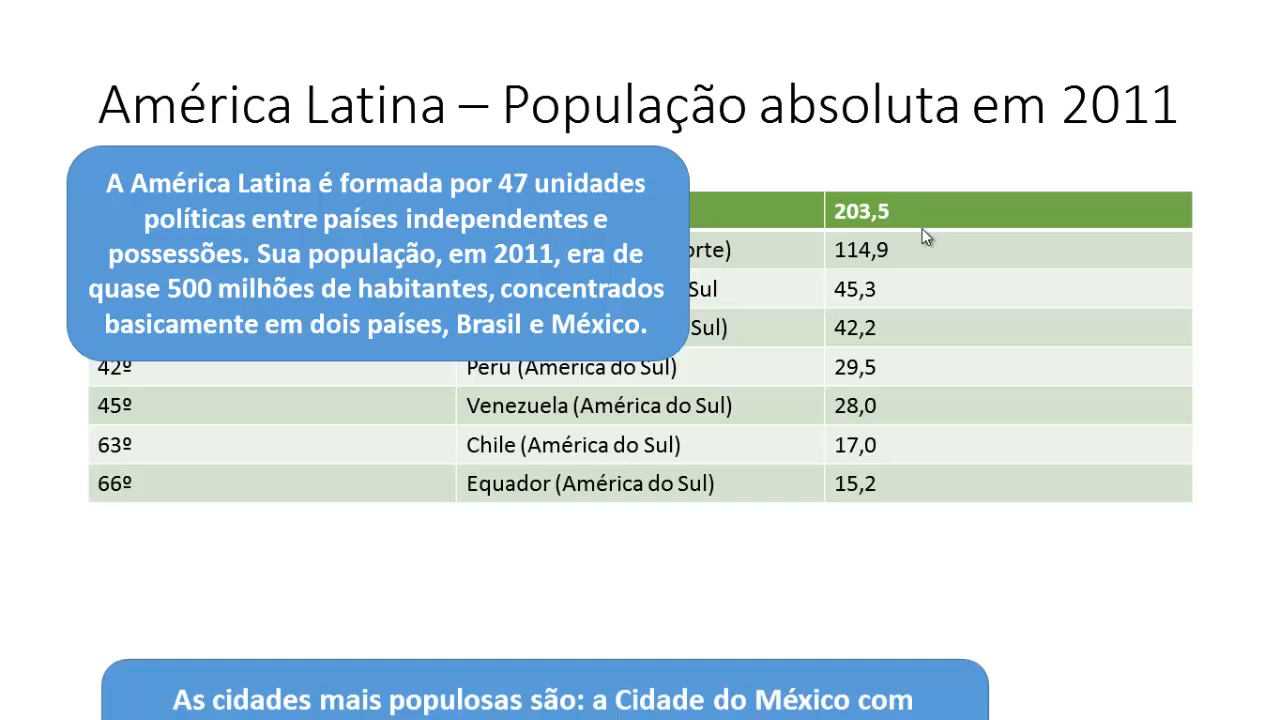 América Latina – População absoluta em 2011
A América Latina é formada por 47 unidades
políticas entre países independentes e
possessões. Sua população, em 2011, era de
quase 500 milhões de habitantes, concentrados
basicamente em dois países, Brasil e México.
203,5
orte) 114,9
Sul 45,3
Sul) 42,2
42º Peru (América do Sul) 29,5
45º Venezuela (América do Sul) 28,0
63º Chile (América do Sul) 17,0
66º Equador (América do Sul) 15,2
As cidades mais populosas são: a Cidade do México com